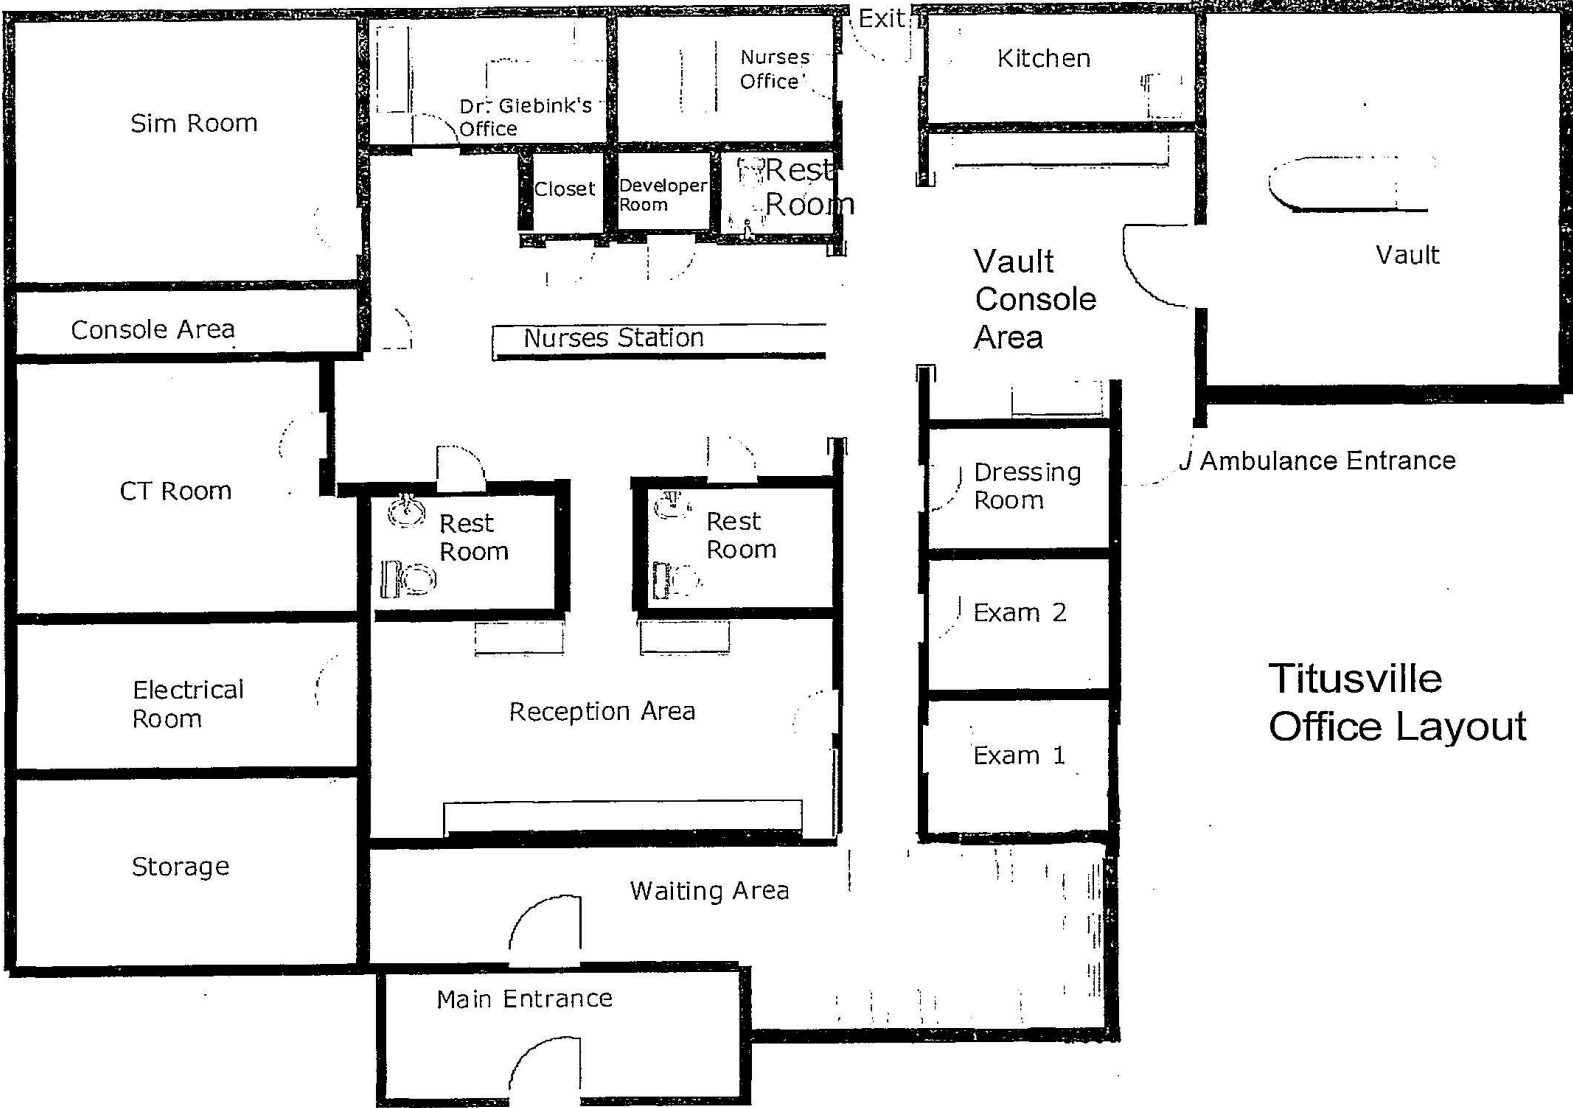 Exit
Kitchen
Nurses
Office'
Dr. Giebink's
Office
Sim Room
Closet
Developer
Room
Rest
Room
Vault
Console
Area
Vault
Console Area
Nurses Station
Ambulance Entrance
Dressing
Room
CT Room
Rest
Room
Rest
Room
Exam 2
Electrical
Room
Reception Area
Titusville
Office Layout
Exam 1
Storage
Waiting Area
Main Entrance